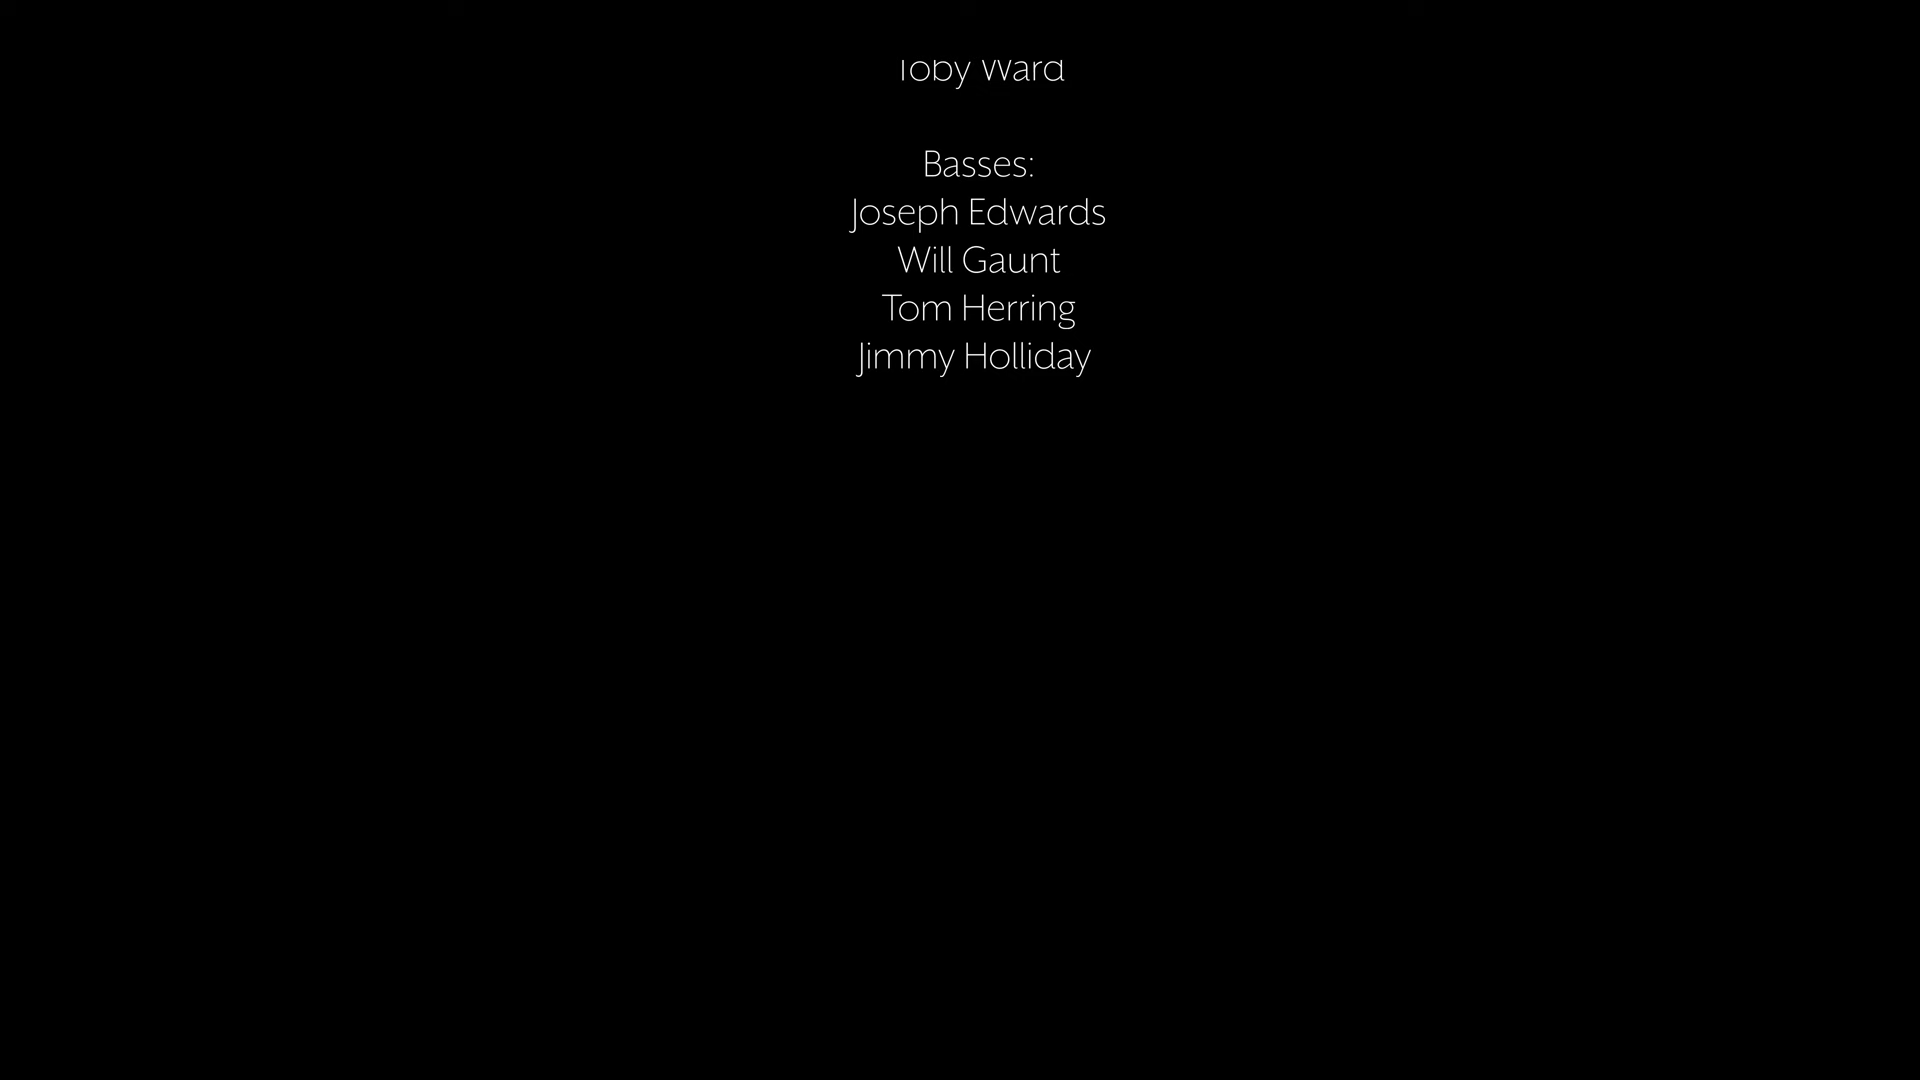 Toby Ward
Basses:
Joseph Edwards
Will Gaunt
Tom Herring
Jimmy Holliday